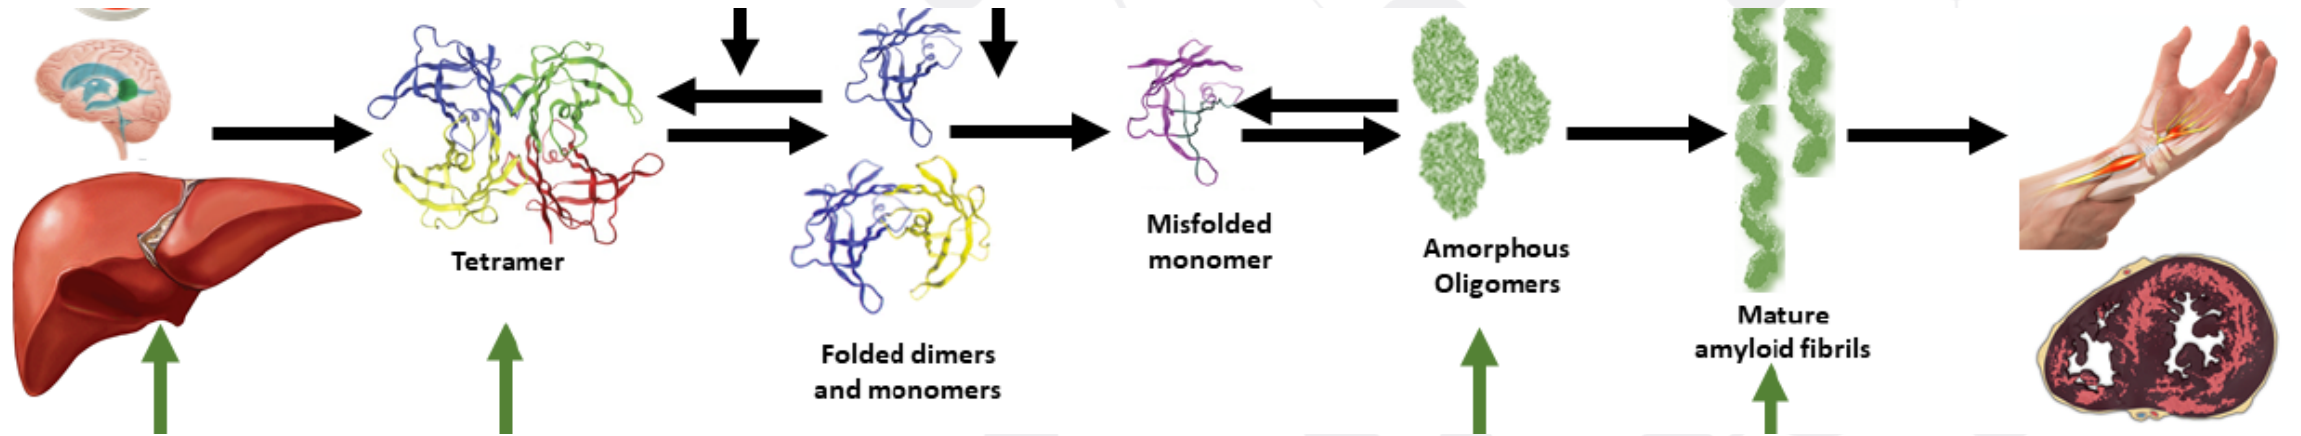 Tetramer
Folded dimers
and monomers
Misfolded
monomer
Amorphous
Oligomers
Mature
amyloid fibrils